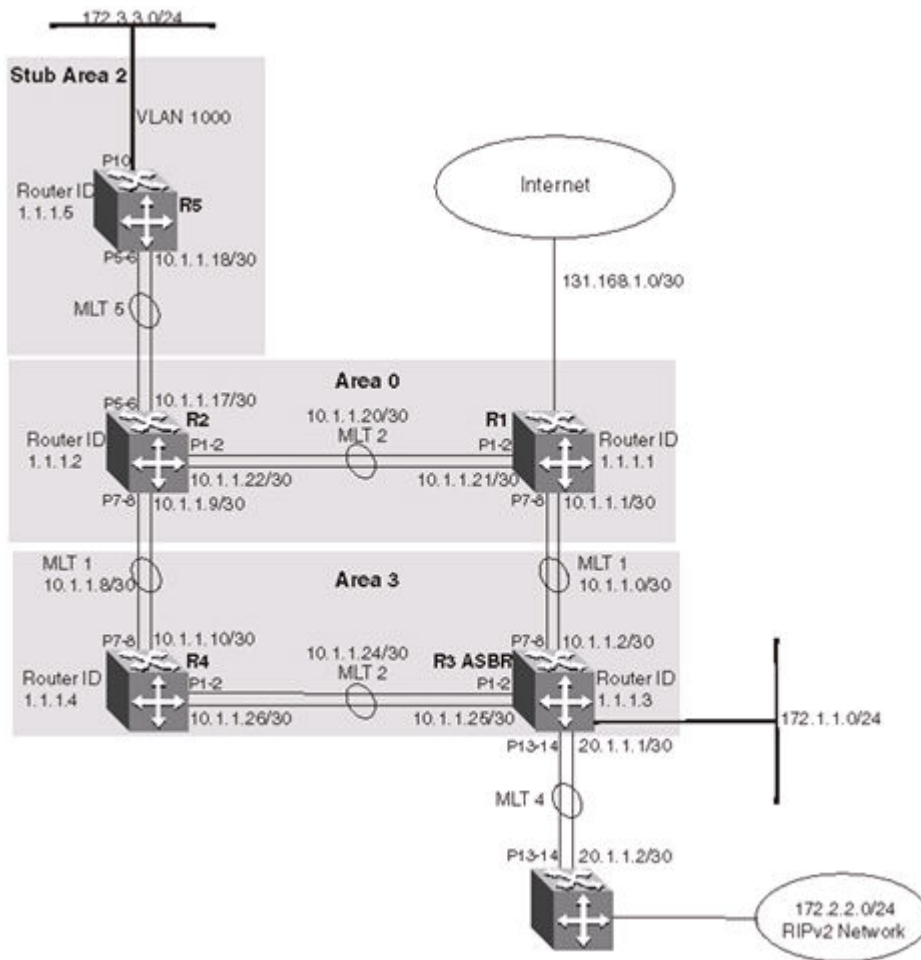 172.3.3.0/24
Stub Area 2
VLAN 1000
P10
Router ID
1.1.1.5
R5
P5-6
10.1.1.18/30
MLT 5
Internet
131.168.1.0/30
Area 0
P5-6
10.1.1.17/30
R2
Router ID
1.1.1.2
P1-2
10.1.1.20/30
MLT 2
P1-2
R1
Router ID
1.1.1.1
10.1.1.22/30
10.1.1.21/30
P7-8
10.1.1.9/30
P7-8
10.1.1.1/30
MLT 1
10.1.1.8/30
Area 3
MLT 1
10.1.1.0/30
P7-8
10.1.1.10/30
R4
Router ID
1.1.1.4
P1-2
10.1.1.24/30
MLT 2
P7-8
10.1.1.2/30
R3 ASBR
P1-2
Router ID
1.1.1.3
10.1.1.26/30
10.1.1.25/30
172.1.1.0/24
P13-14
20.1.1.1/30
MLT 4
P13-14
20.1.1.2/30
172.2.2.0/24
RIPv2 Network